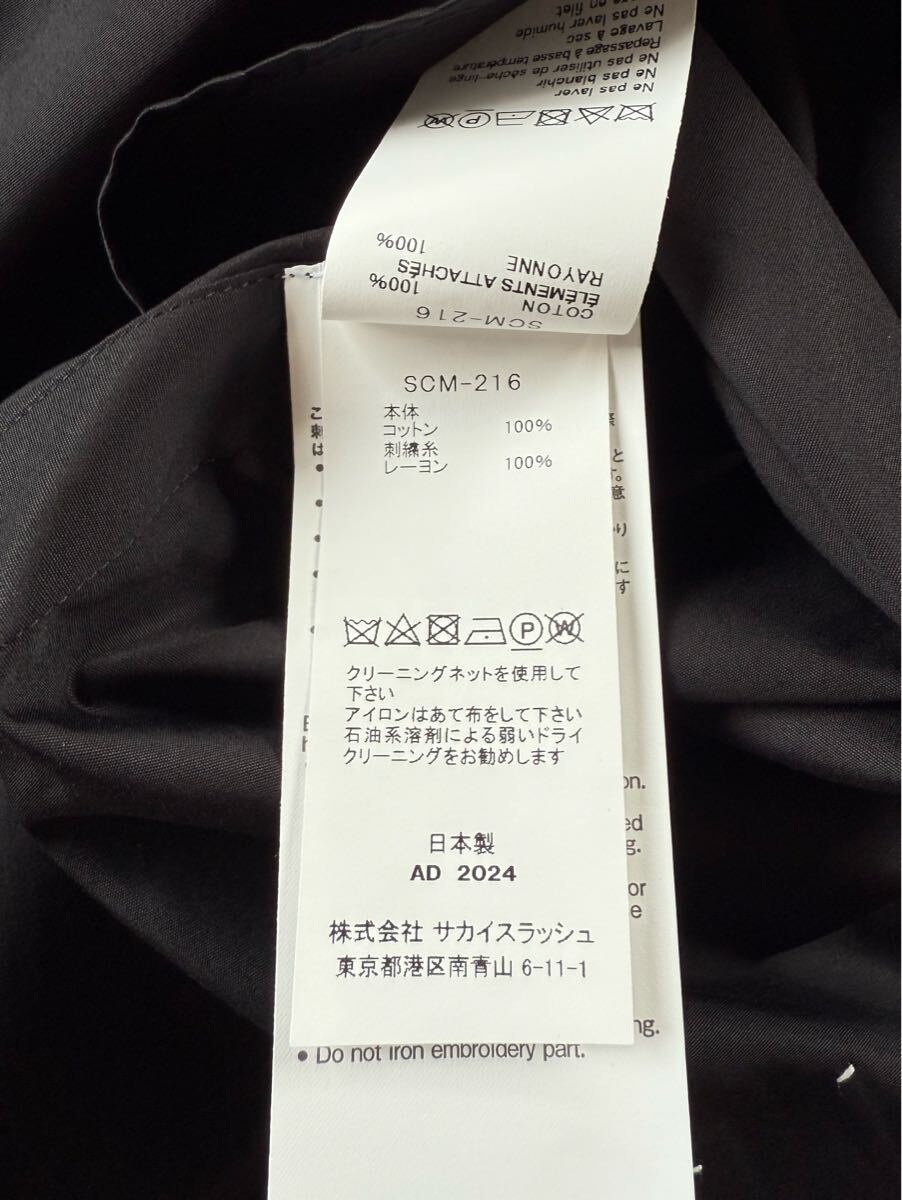 en filet
Ne pas laver humide
Lavage à sec
Repassage à basse température
Ne pas utiliser de sèche-linge
Ne pas blanchir
Ne pas laver
P W
RAYONNE 100%
ÉLÉMENTS ATTACHÉS
COTON 100%
SCM-216
SCM-216
本体
コットン 100%
刺繍糸
レーヨン 100%
P W
クリーニングネットを使用して
下さい
アイロンはあて布をして下さい
石油系溶剤による弱いドライ
クリーニングをお勧めします
日本製
AD 2024
株式会社 サカイスラッシュ
東京都港区南青山 6-11-1
• Do not iron embroidery part.